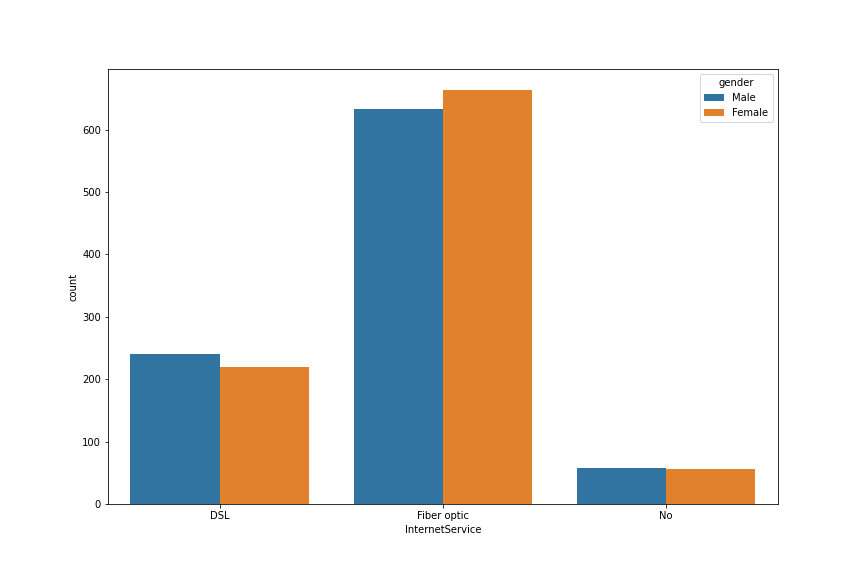 gender
Male
Female
600
500
400
300
200
100
0
count
DSL Fiber optic No
InternetService